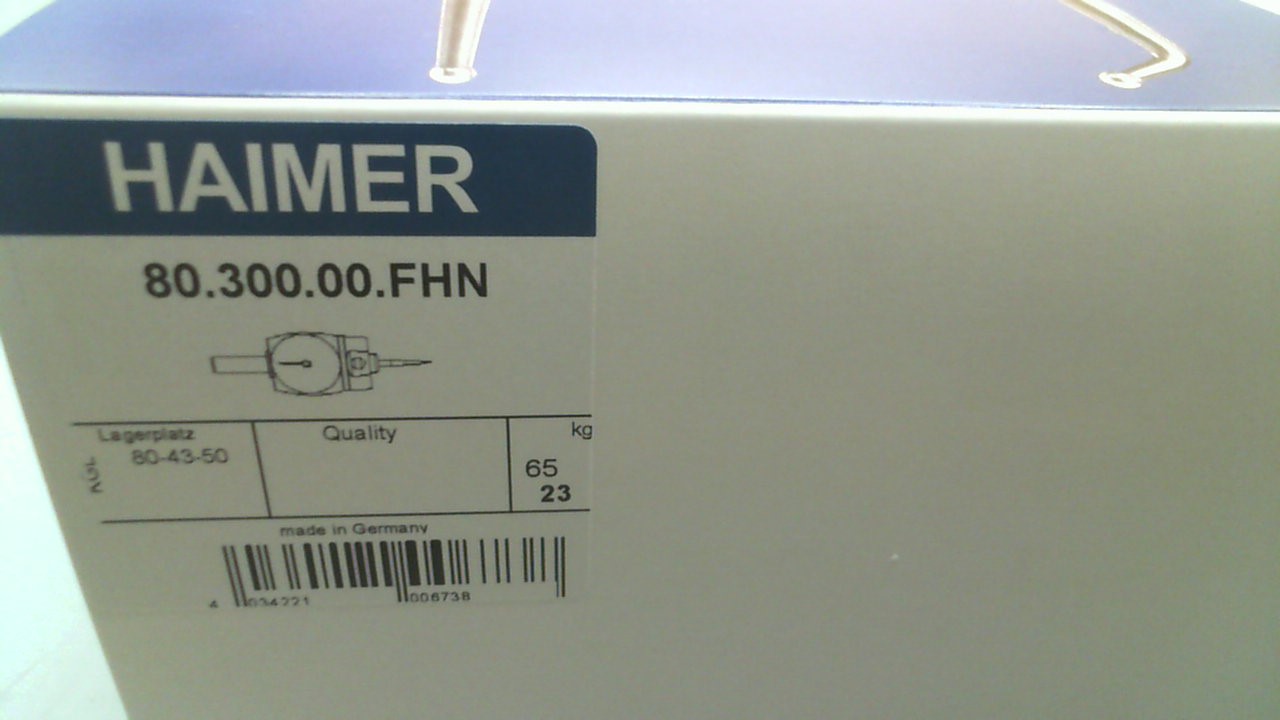 HAIMER
80.300.00.FHN
Lagerplatz Quality kg
80-43-50
65
23
made in Germany
4 034221 006738